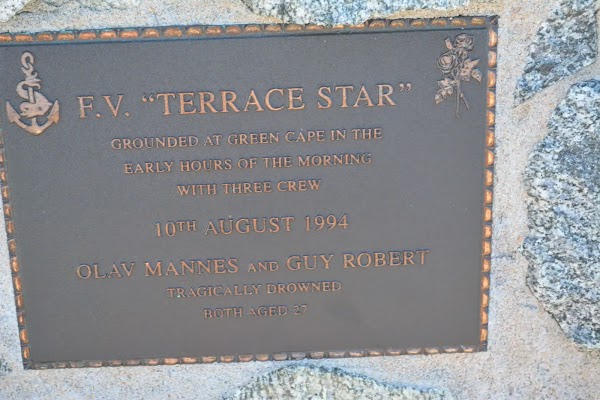 F.V. "TERRACE STAR"
GROUNDED AT GREEN CAPE IN THE
EARLY HOURS OF THE MORNING
WITH THREE CREW
10TH AUGUST 1994
OLAV MANNES AND GUY ROBERT
TRAGICALLY DROWNED
BOTH AGED 27